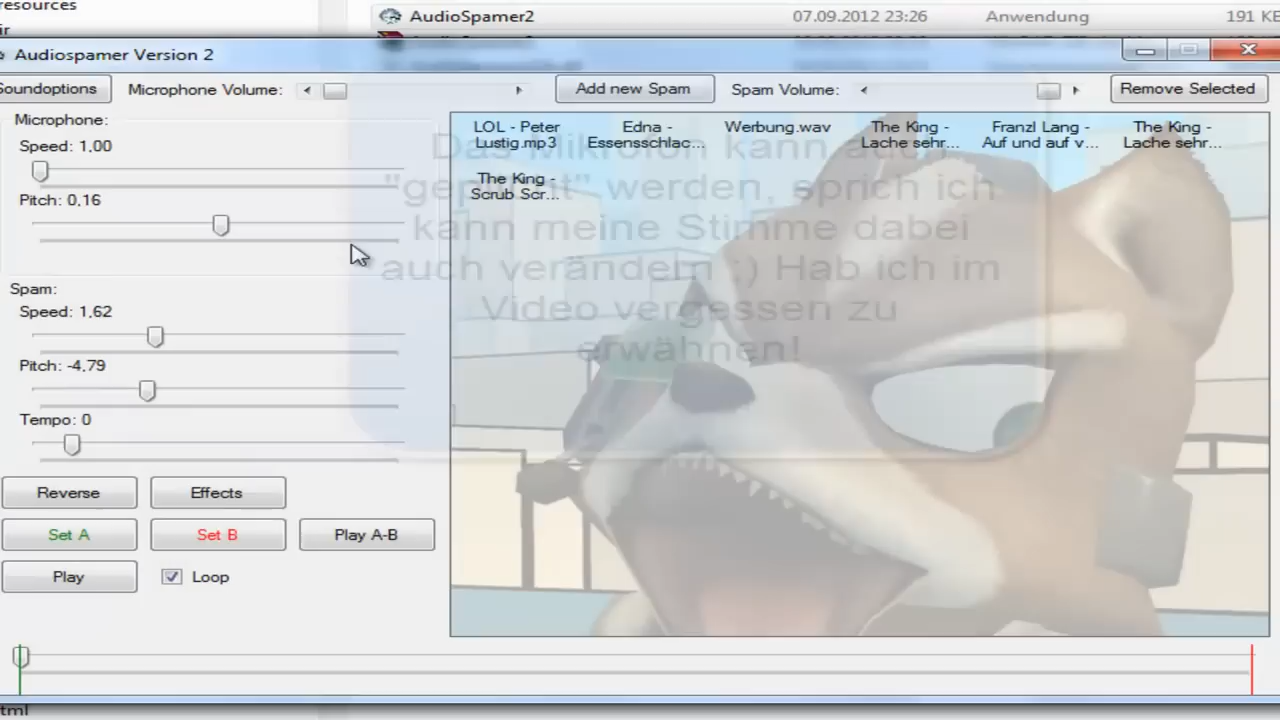 resources
AudioSpamer2 07.09.2012 23:26 Anwendung 191 KB
Audiospamer Version 2
Soundoptions Microphone Volume: Add new Spam Spam Volume: Remove Selected
Microphone:
Speed: 1.00
Pitch: 0.16
Spam:
Speed: 1.62
Pitch: -4.79
Tempo: 0
Reverse Effects
Set A Set B Play A-B
Play Loop
LOL - Peter Lustig.mp3
Edna - Essensschlac...
Werbung.wav
The King - Lache sehr...
Franzl Lang - Auf und auf v...
The King - Lache sehr...
The King - Scrub Scr...
Das Mikrofon kann auch
"gepitcht" werden, sprich ich
kann meine Stimme dabei
auch verändern :) Hab ich im
Video vergessen zu
erwähnen!